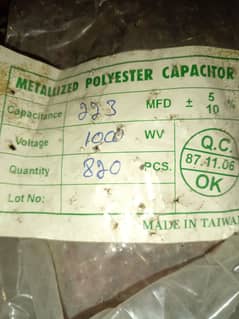 METALLIZED POLYESTER CAPACITOR
Capacitance 223 MFD ± 5 10 %
Voltage 100 WV
Quantity 820 PCS.
Lot No:
Q.C.
87.11.06
OK
MADE IN TAIWAN